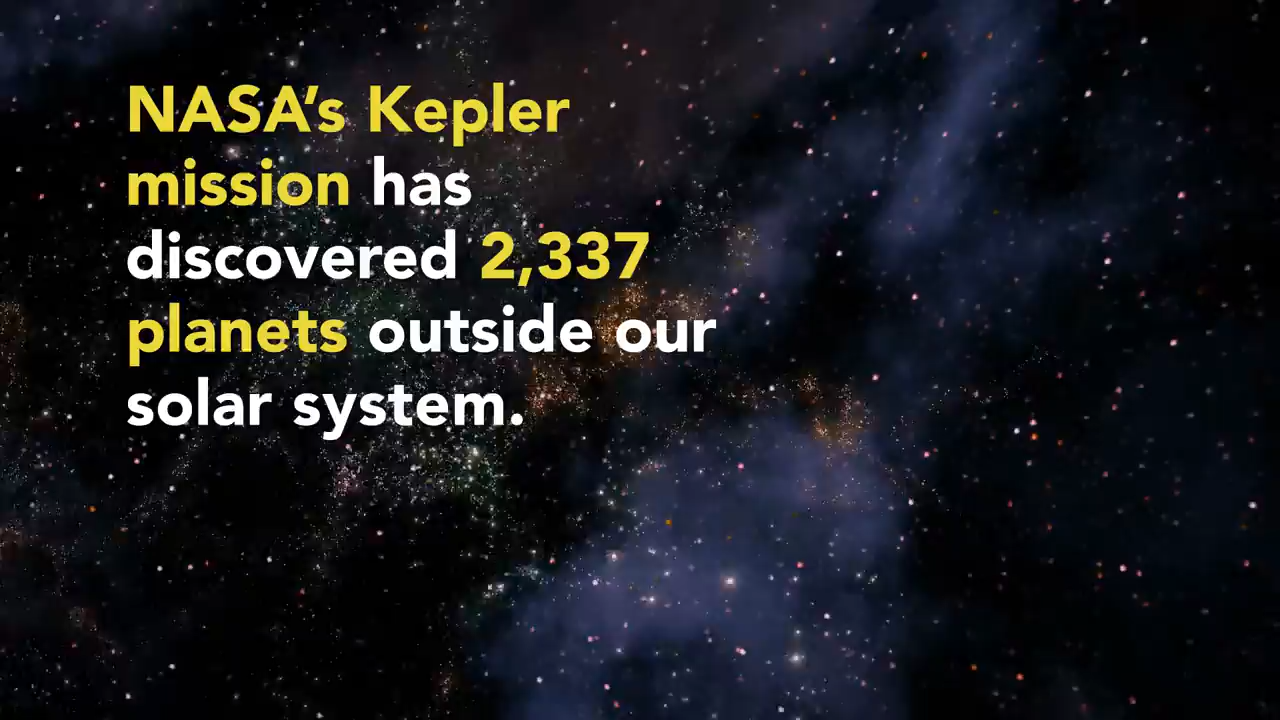 NASA’s Kepler
mission has
discovered 2,337
planets outside our
solar system.